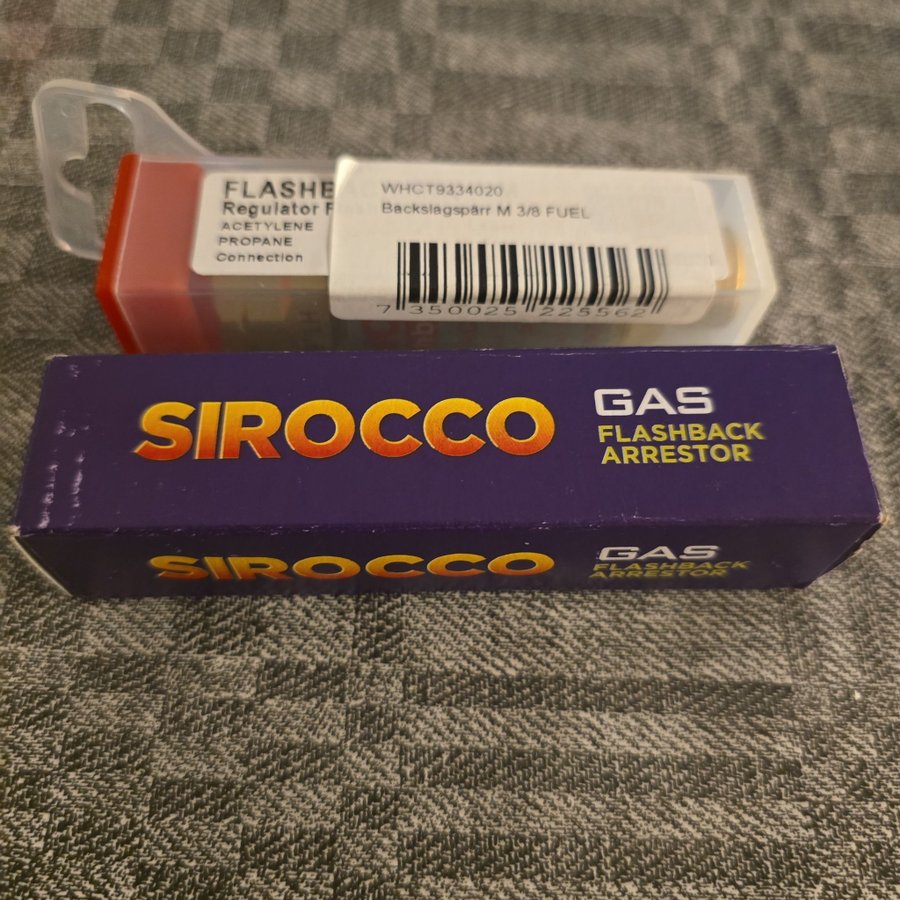 FLASHB
Regulator
ACETYLENE
PROPANE
Connection
WHCT9334020
Backslagspärr M 3/8 FUEL
7 350025 225562
SIROCCO
GAS
FLASHBACK
ARRESTOR
SIROCCO
GAS
FLASHBACK
ARRESTOR